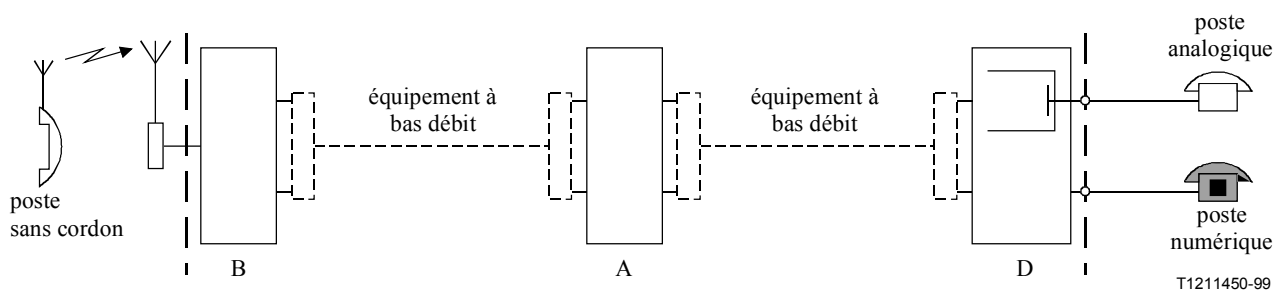 poste
analogique
équipement à
bas débit
équipement à
bas débit
poste
sans cordon
poste
numérique
B
A
D
T1211450-99